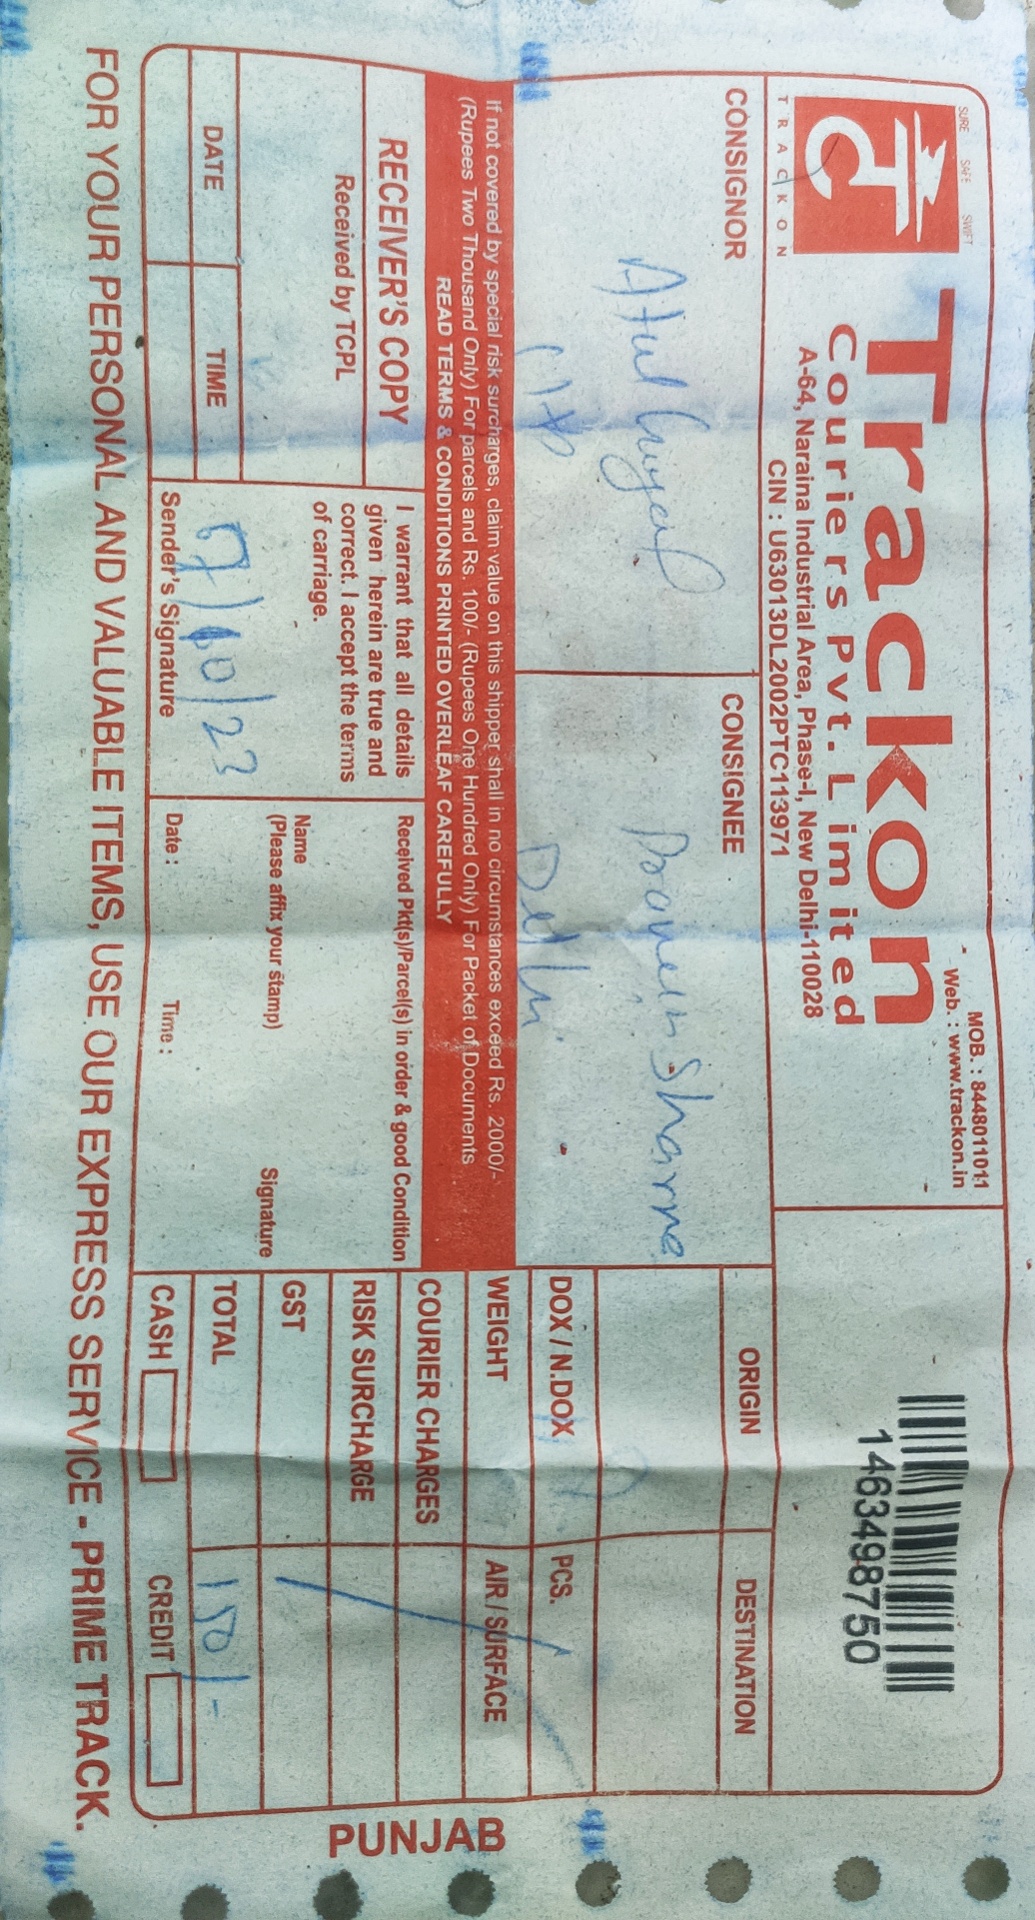 MOB. : 8448011011
Web. : www.trackon.in
SURE SAFE SWIFT
TRACKON
Trackon
Couriers Pvt. Limited
A-64, Naraina Industrial Area, Phase-I, New Delhi-110028
CIN : U63013DL2002PTC113971
14634987​50
CONSIGNOR
Atul Goyal
CONSIGNEE
Sharma
Delhi
ORIGIN DESTINATION
DOX / N.DOX PCS.
WEIGHT AIR / SURFACE
COURIER CHARGES
RISK SURCHARGE
GST
TOTAL 150/-
CASH CREDIT
If not covered by special risk surcharges, claim value on this shipper shall in no circumstances exceed Rs. 2000/-
(Rupees Two Thousand Only) For parcels and Rs. 100/- (Rupees One Hundred Only) For Packet of Documents
READ TERMS & CONDITIONS PRINTED OVERLEAF CAREFULLY
RECEIVER'S COPY
Received by TCPL
DATE TIME
I warrant that all details
given herein are true and
correct. I accept the terms
of carriage.
/10/23
Sender's Signature
Received Pkt(s)/Parcel(s) in order & good Condition
Name
(Please affix your stamp) Signature
Date : Time :
FOR YOUR PERSONAL AND VALUABLE ITEMS, USE OUR EXPRESS SERVICE - PRIME TRACK.
PUNJAB